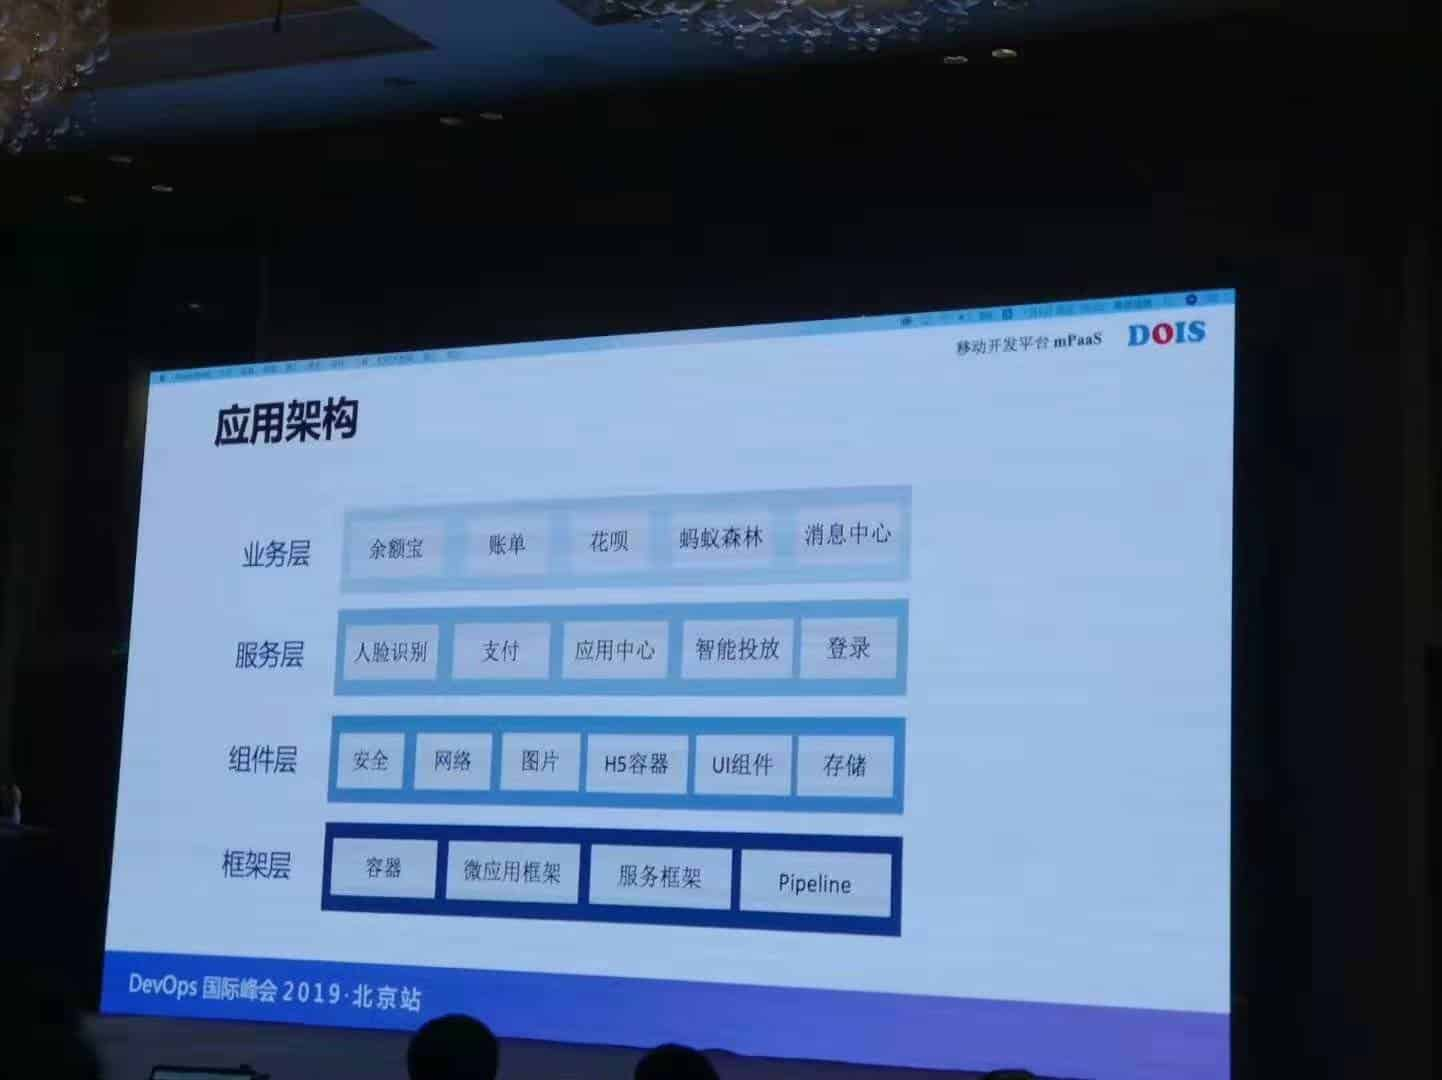 移动开发平台 mPaaS DOIS
应用架构
业务层 余额宝 账单 花呗 蚂蚁森林 消息中心
服务层 人脸识别 支付 应用中心 智能投放 登录
组件层 安全 网络 图片 H5容器 UI组件 存储
框架层 容器 微应用框架 服务框架 Pipeline
DevOps 国际峰会 2019·北京站